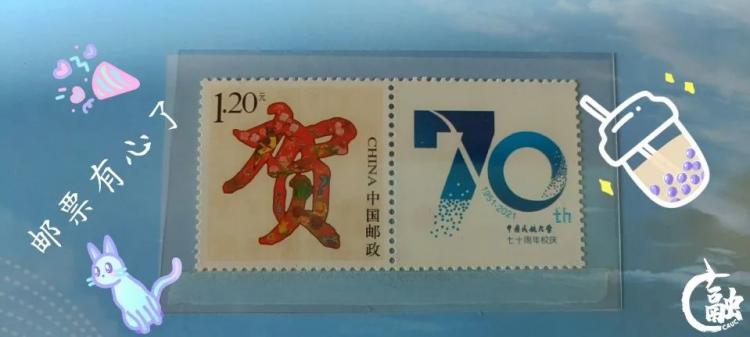 邮票有心了
1.20元
贺
CHINA 中国邮政
70th
1951-2021
中国民航大学
七十周年校庆
融
CAUC